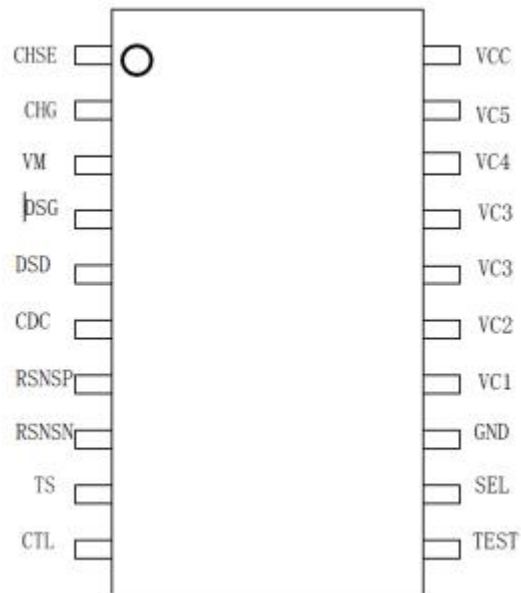 CHSE VCC
CHG VC5
VM VC4
DSG VC3
DSD VC3
CDC VC2
RSNSP VC1
RSNSN GND
TS SEL
CTL TEST